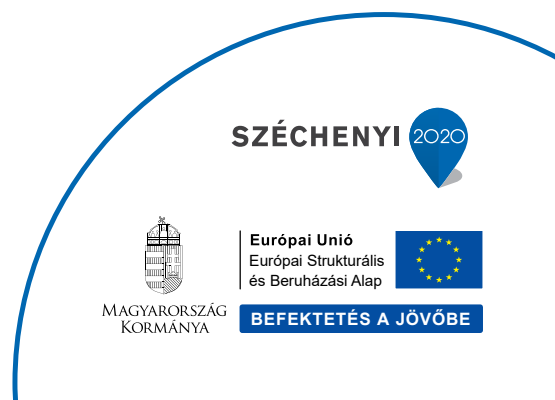 SZÉCHENYI 2020
Európai Unió
Európai Strukturális
és Beruházási Alap
MAGYARORSZÁG
KORMÁNYA
BEFEKTETÉS A JÖVŐBE